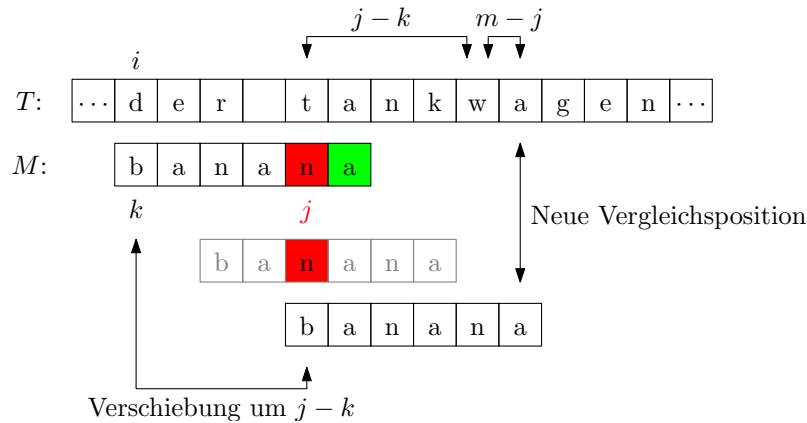 j − k m − j
i
T: ··· d e r t a n k w a g e n ···
M: b a n a n a
k j Neue Vergleichsposition
b a n a n a
b a n a n a
Verschiebung um j − k